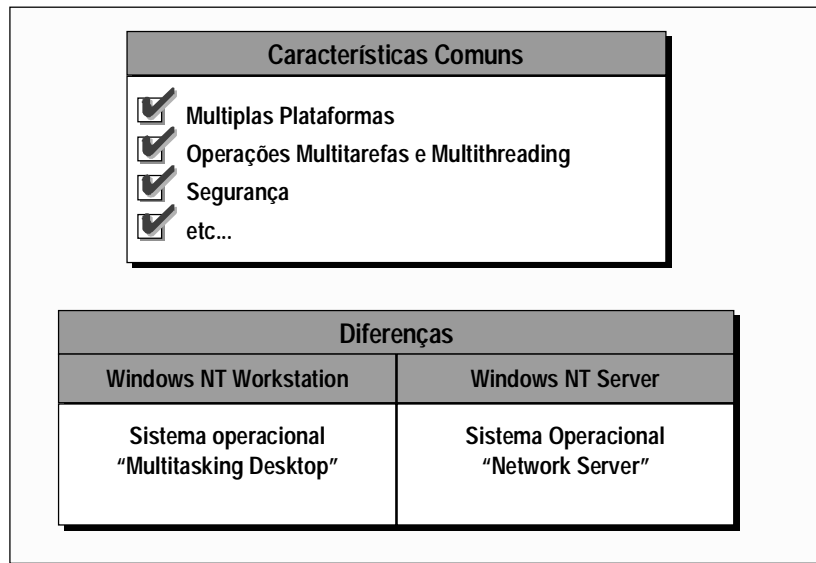 Características Comuns
Multiplas Plataformas
Operações Multitarefas e Multithreading
Segurança
etc...
Diferenças
Windows NT Workstation
Windows NT Server
Sistema operacional
“Multitasking Desktop”
Sistema Operacional
“Network Server”